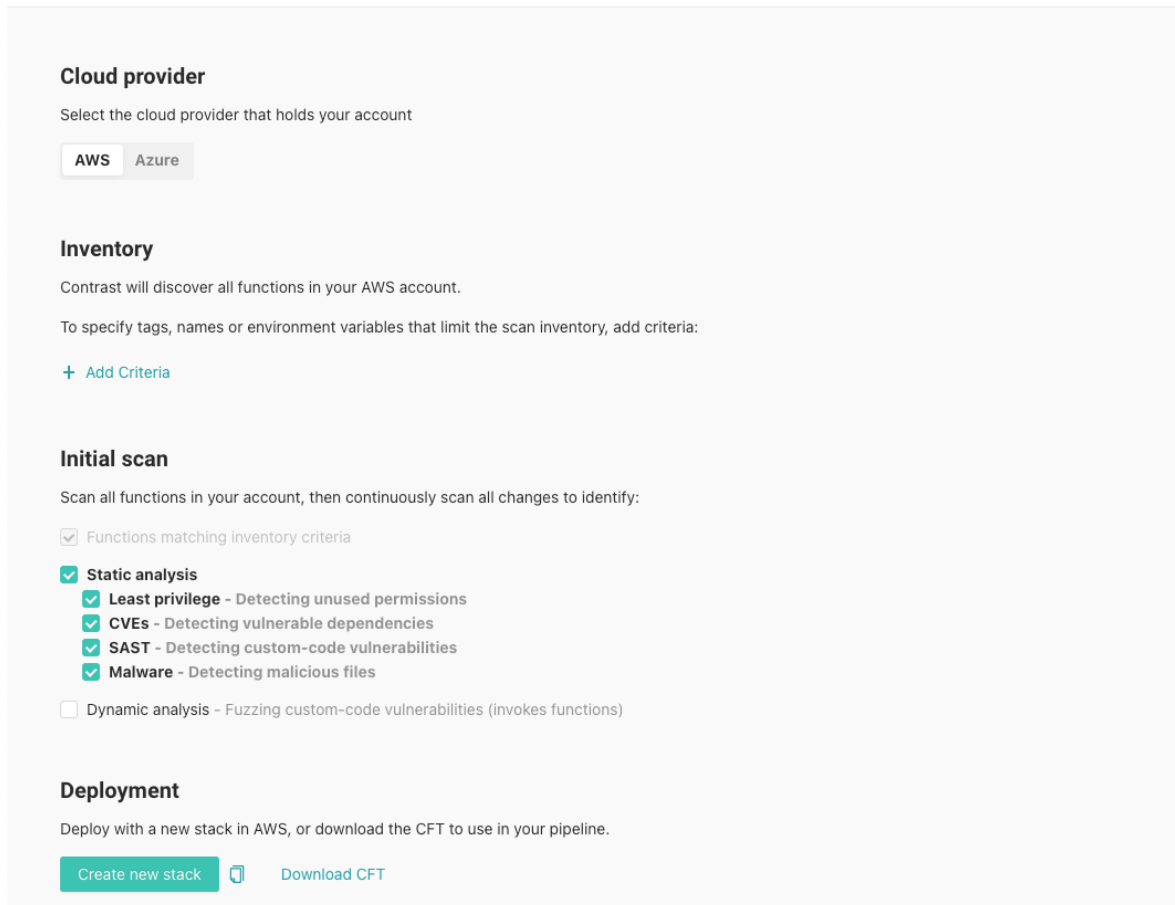 Cloud provider
Select the cloud provider that holds your account
AWS Azure
Inventory
Contrast will discover all functions in your AWS account.
To specify tags, names or environment variables that limit the scan inventory, add criteria:
+ Add Criteria
Initial scan
Scan all functions in your account, then continuously scan all changes to identify:
Functions matching inventory criteria
Static analysis
Least privilege - Detecting unused permissions
CVEs - Detecting vulnerable dependencies
SAST - Detecting custom-code vulnerabilities
Malware - Detecting malicious files
Dynamic analysis - Fuzzing custom-code vulnerabilities (invokes functions)
Deployment
Deploy with a new stack in AWS, or download the CFT to use in your pipeline.
Create new stack Download CFT